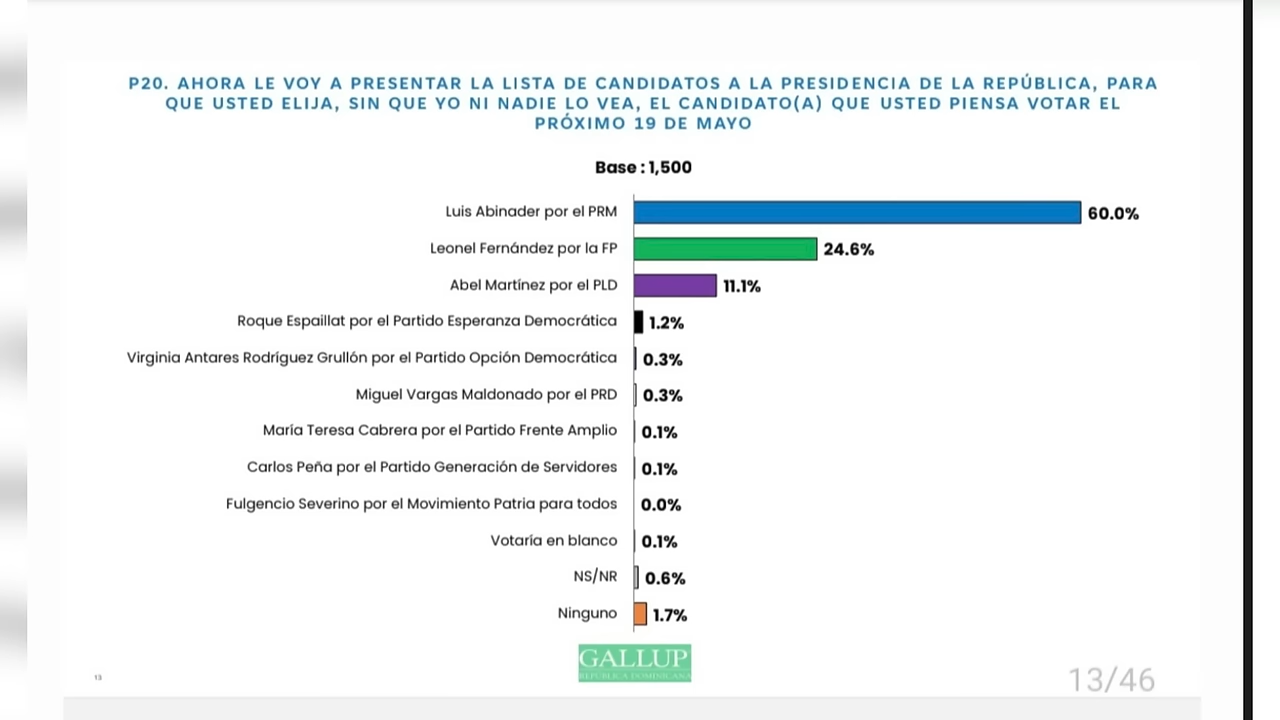 P20. AHORA LE VOY A PRESENTAR LA LISTA DE CANDIDATOS A LA PRESIDENCIA DE LA REPÚBLICA, PARA
QUE USTED ELIJA, SIN QUE YO NI NADIE LO VEA, EL CANDIDATO(A) QUE USTED PIENSA VOTAR EL
PRÓXIMO 19 DE MAYO
Base : 1,500
Luis Abinader por el PRM 60.0%
Leonel Fernández por la FP 24.6%
Abel Martínez por el PLD 11.1%
Roque Espaillat por el Partido Esperanza Democrática 1.2%
Virginia Antares Rodríguez Grullón por el Partido Opción Democrática 0.3%
Miguel Vargas Maldonado por el PRD 0.3%
María Teresa Cabrera por el Partido Frente Amplio 0.1%
Carlos Peña por el Partido Generación de Servidores 0.1%
Fulgencio Severino por el Movimiento Patria para todos 0.0%
Votaría en blanco 0.1%
NS/NR 0.6%
Ninguno 1.7%
GALLUP
REPÚBLICA DOMINICANA
13
13/46